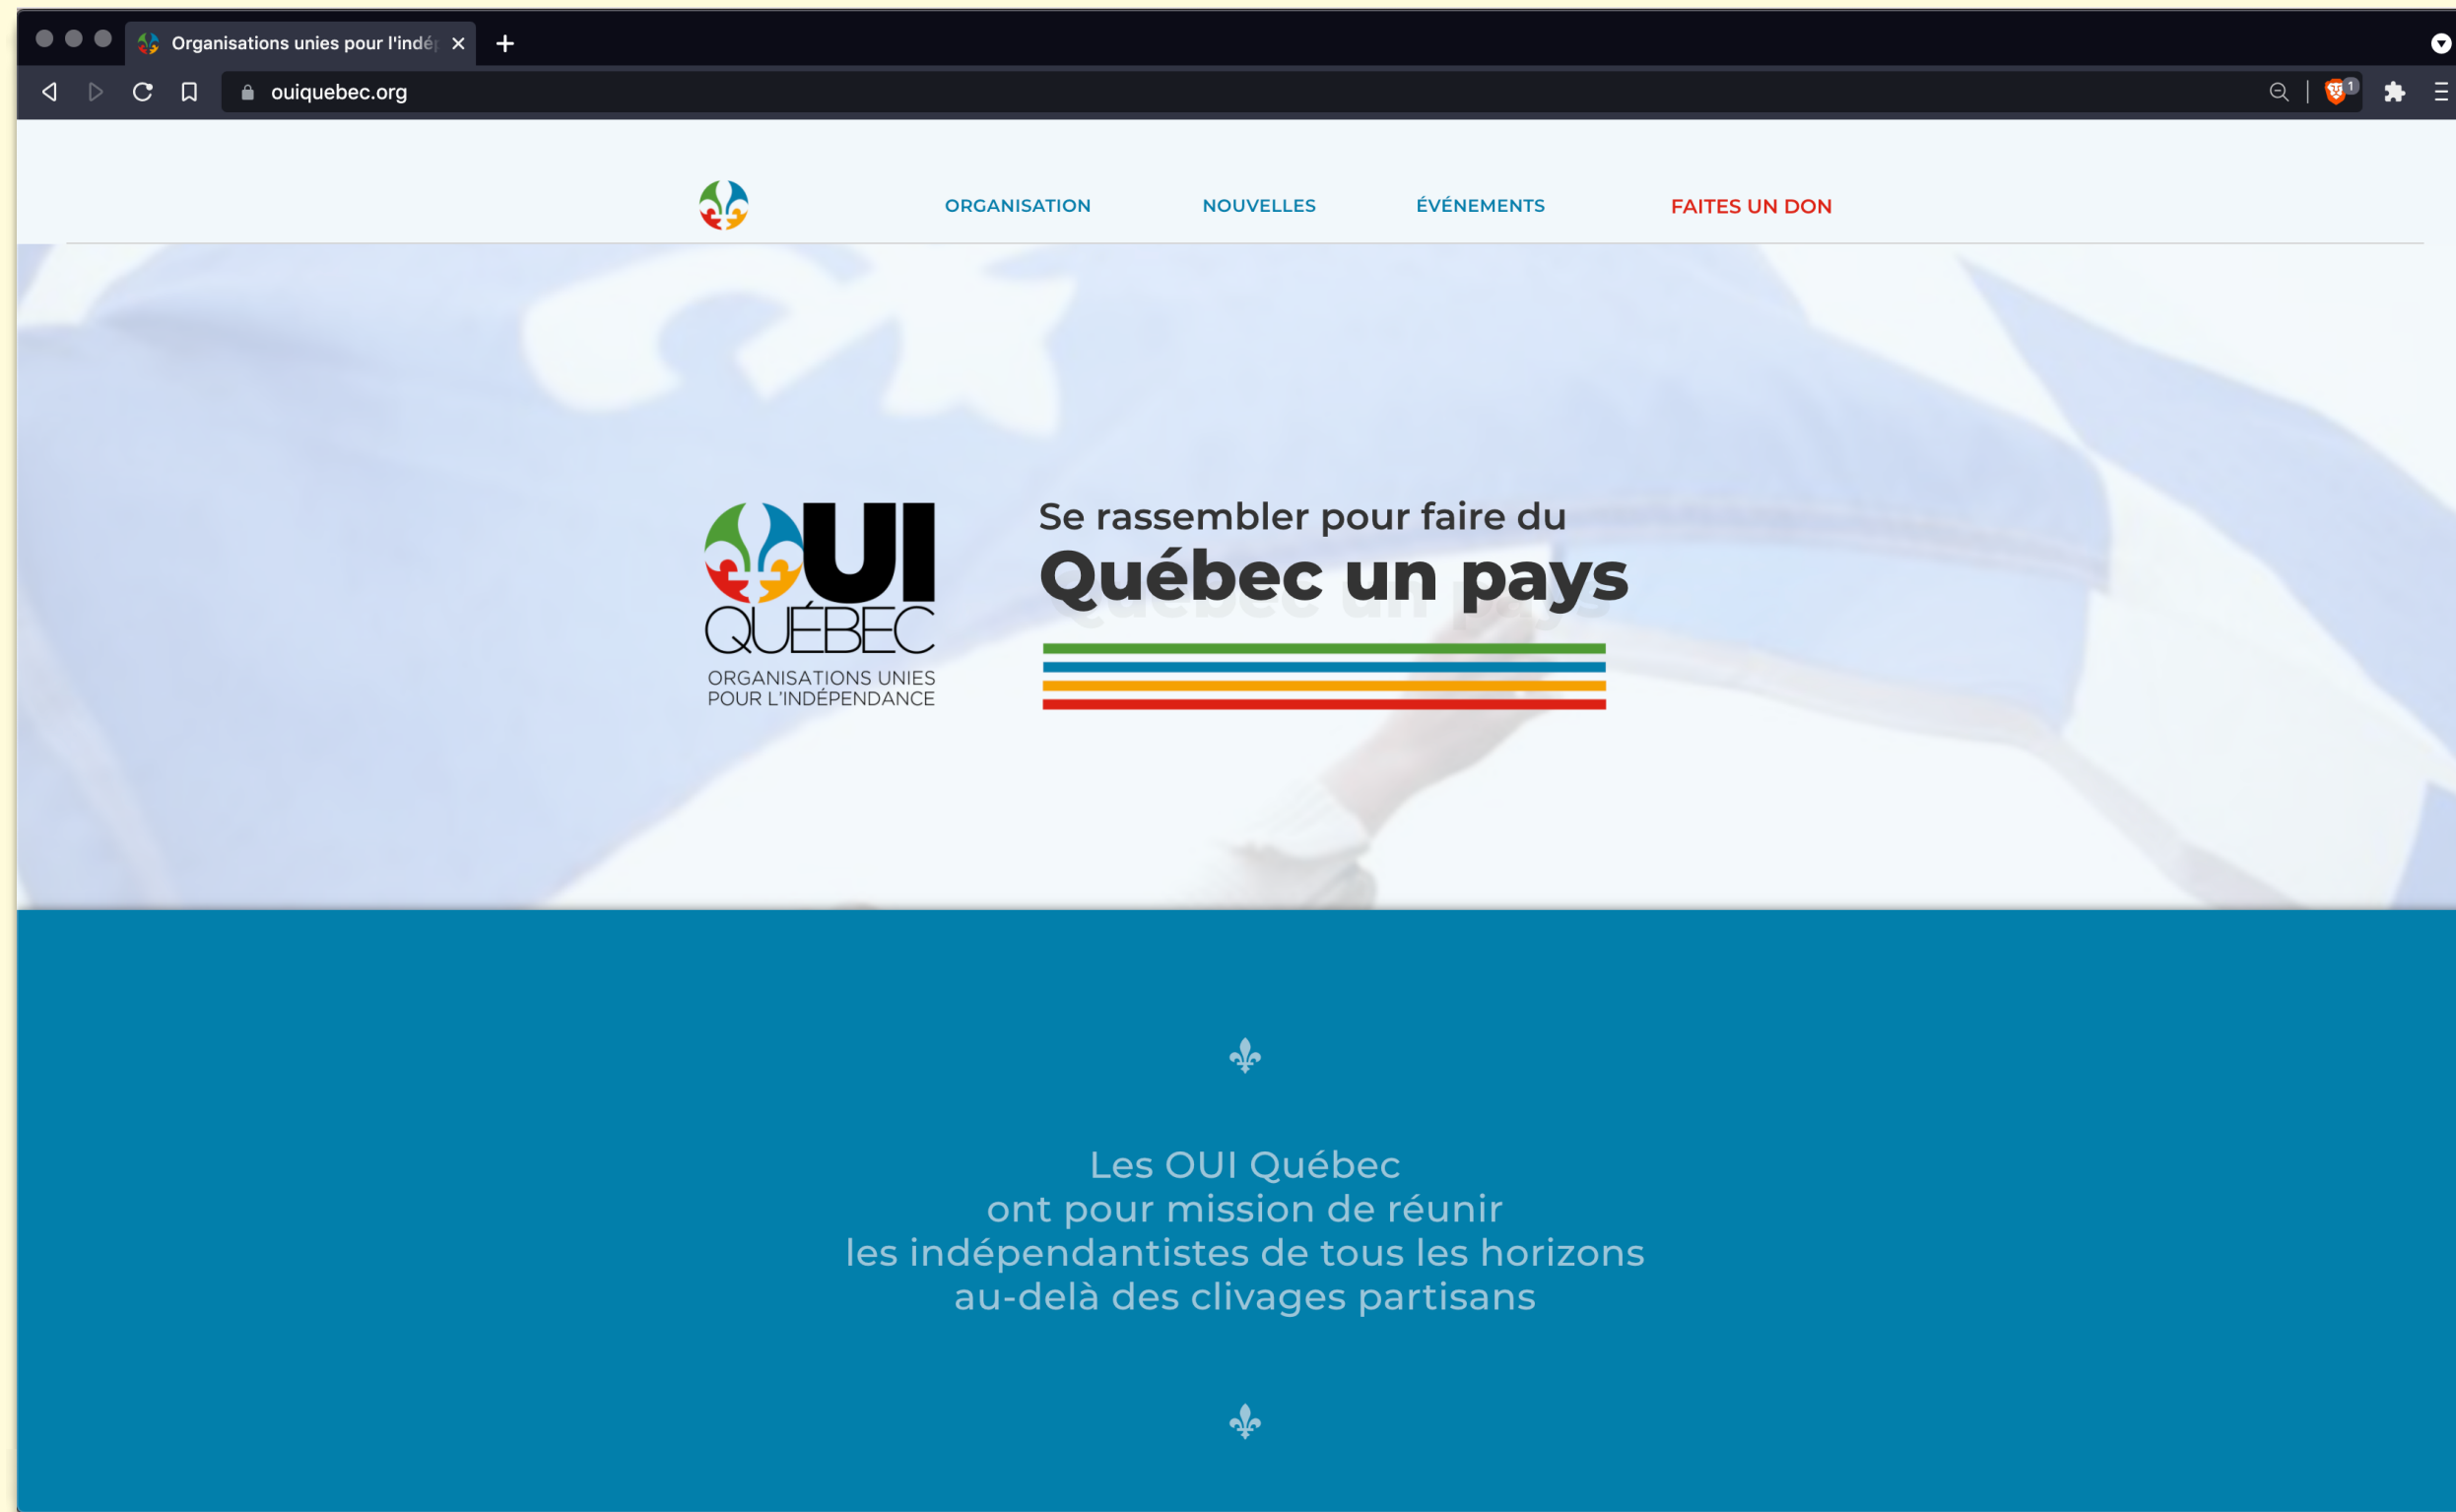 Organisations unies pour l'indé
ouiquebec.org
1
ORGANISATION NOUVELLES ÉVÉNEMENTS FAITES UN DON
OUI
QUÉBEC
ORGANISATIONS UNIES
POUR L'INDÉPENDANCE
Se rassembler pour faire du
Québec un pays
Les OUI Québec
ont pour mission de réunir
les indépendantistes de tous les horizons
au-delà des clivages partisans